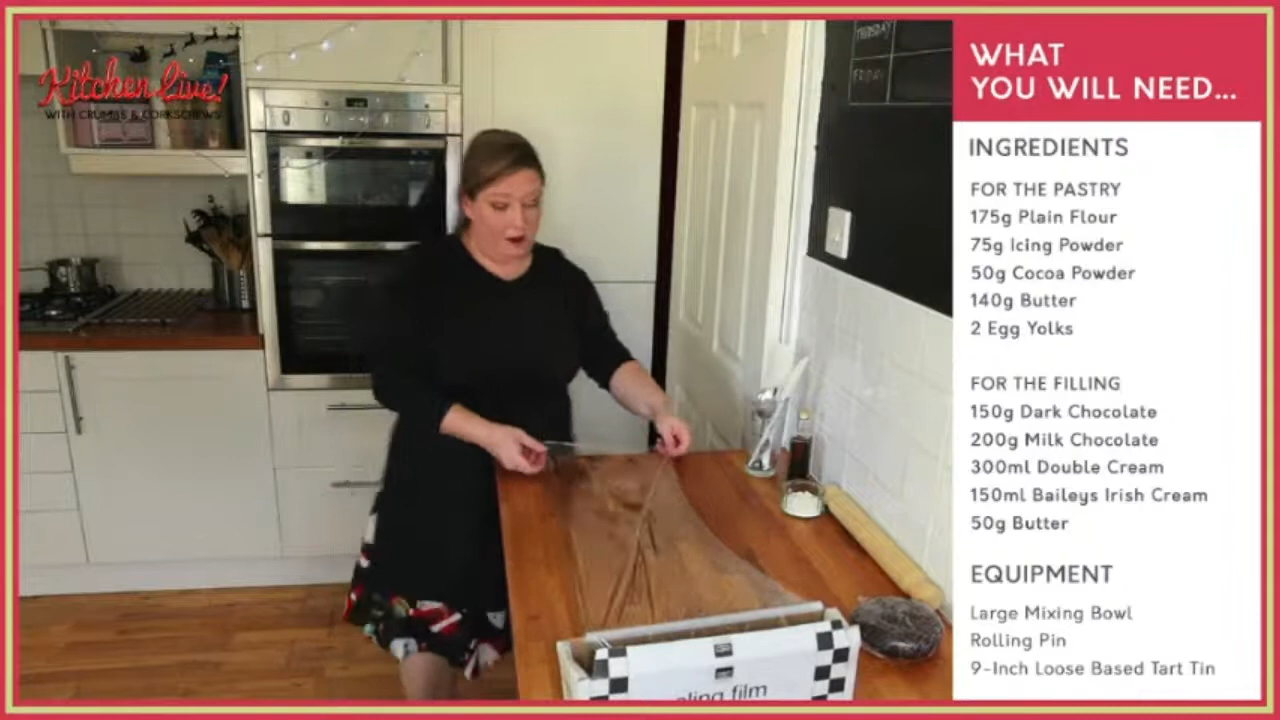 Kitchen Live!
WITH CRUMBS & CORKSCREWS
THURSDAY
FRIDAY
WHAT
YOU WILL NEED...
INGREDIENTS
FOR THE PASTRY
175g Plain Flour
75g Icing Powder
50g Cocoa Powder
140g Butter
2 Egg Yolks
FOR THE FILLING
150g Dark Chocolate
200g Milk Chocolate
300ml Double Cream
150ml Baileys Irish Cream
50g Butter
EQUIPMENT
Large Mixing Bowl
Rolling Pin
9-Inch Loose Based Tart Tin
film